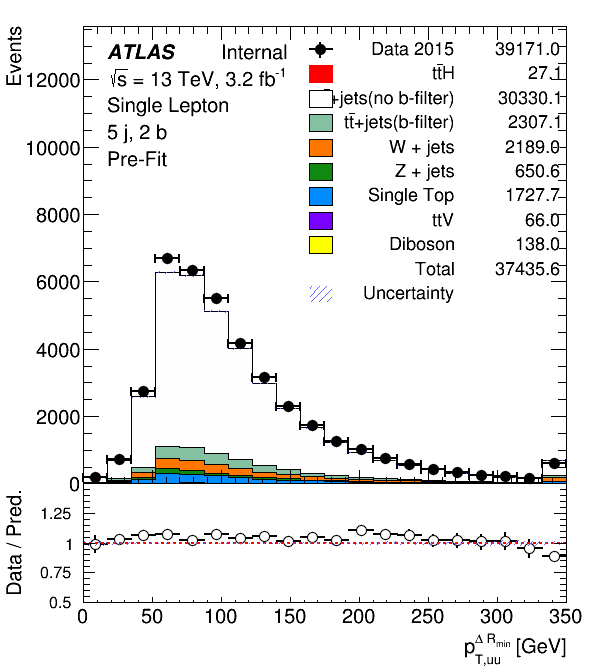 Events
ATLAS Internal
√s = 13 TeV, 3.2 fb⁻¹
Single Lepton
5 j, 2 b
Pre-Fit
Data 2015 39171.0
tt̄H 27.1
+jets(no b-filter) 30330.1
tt̄+jets(b-filter) 2307.1
W + jets 2189.0
Z + jets 650.6
Single Top 1727.7
ttV 66.0
Diboson 138.0
Total 37435.6
Uncertainty
12000
10000
8000
6000
4000
2000
0
Data / Pred.
1.25
1
0.75
0.5
0 50 100 150 200 250 300 350
p_{T,uu}^{Δ R_{min}} [GeV]